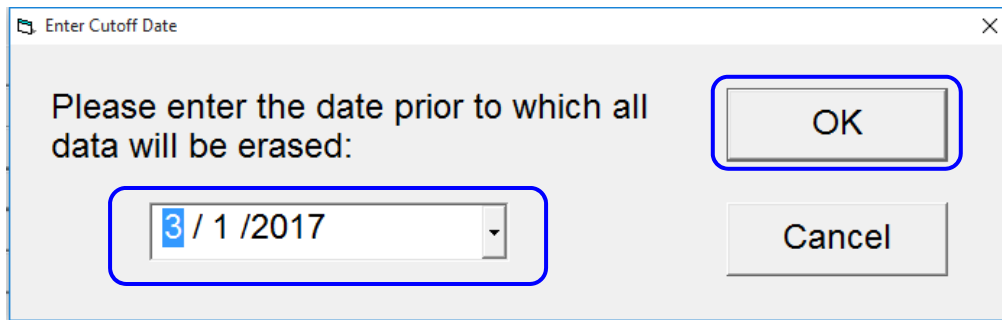 Enter Cutoff Date
Please enter the date prior to which all
data will be erased:
3 / 1 /2017
OK
Cancel